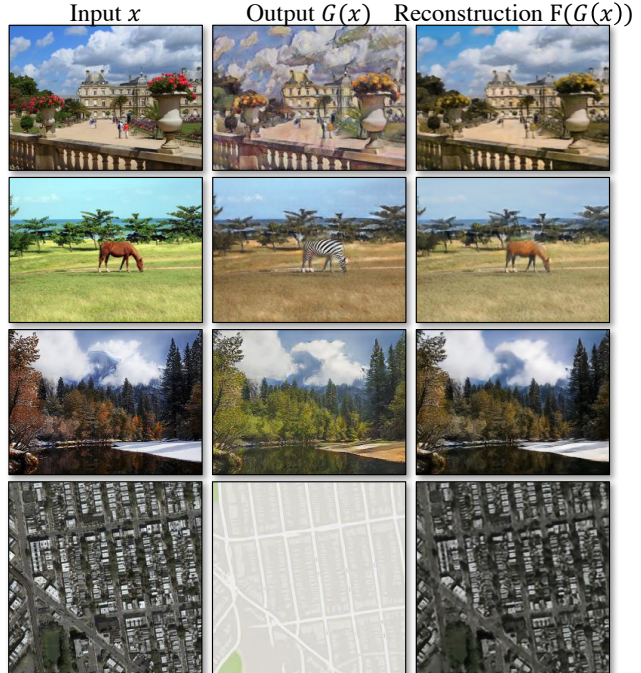 Input 𝑥 Output 𝐺(𝑥) Reconstruction F(𝐺(𝑥))